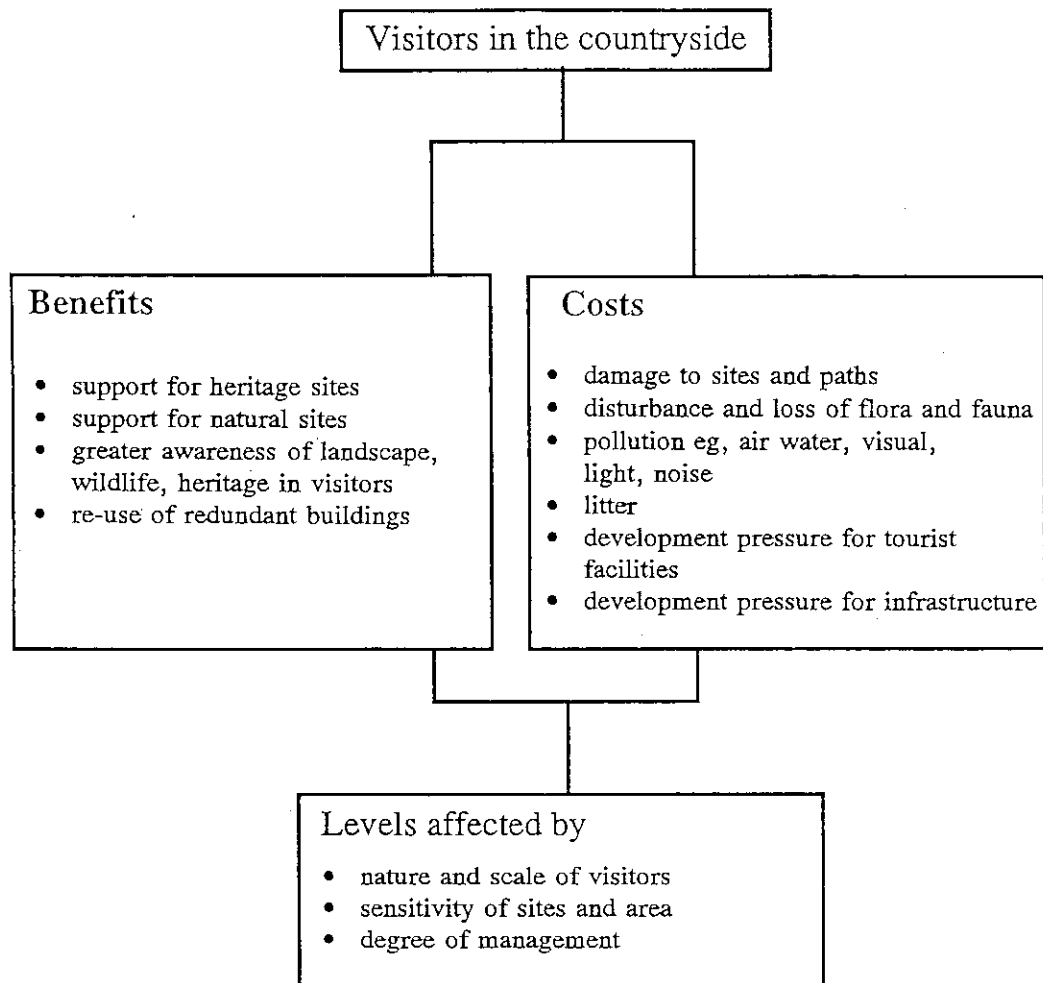 Visitors in the countryside
Benefits
• support for heritage sites
• support for natural sites
• greater awareness of landscape,
wildlife, heritage in visitors
• re-use of redundant buildings
Costs
• damage to sites and paths
• disturbance and loss of flora and fauna
• pollution eg, air water, visual,
light, noise
• litter
• development pressure for tourist
facilities
• development pressure for infrastructure
Levels affected by
• nature and scale of visitors
• sensitivity of sites and area
• degree of management